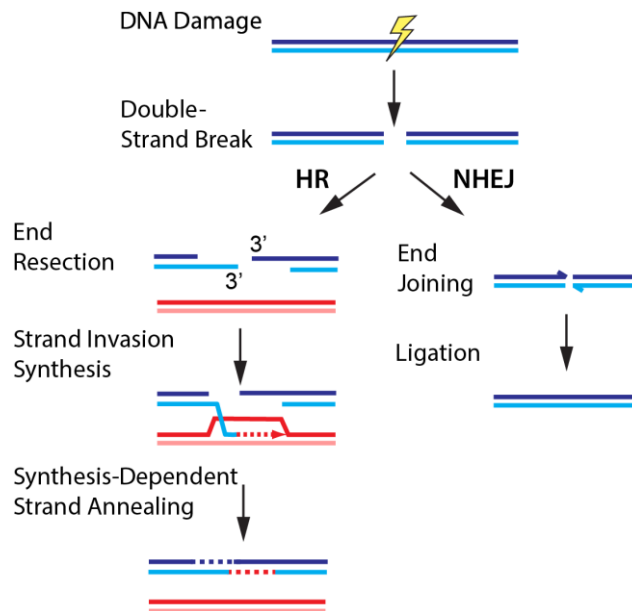 DNA Damage
Double-
Strand Break
HR
NHEJ
End
Resection
3’
3’
End
Joining
Strand Invasion
Synthesis
Ligation
Synthesis-Dependent
Strand Annealing